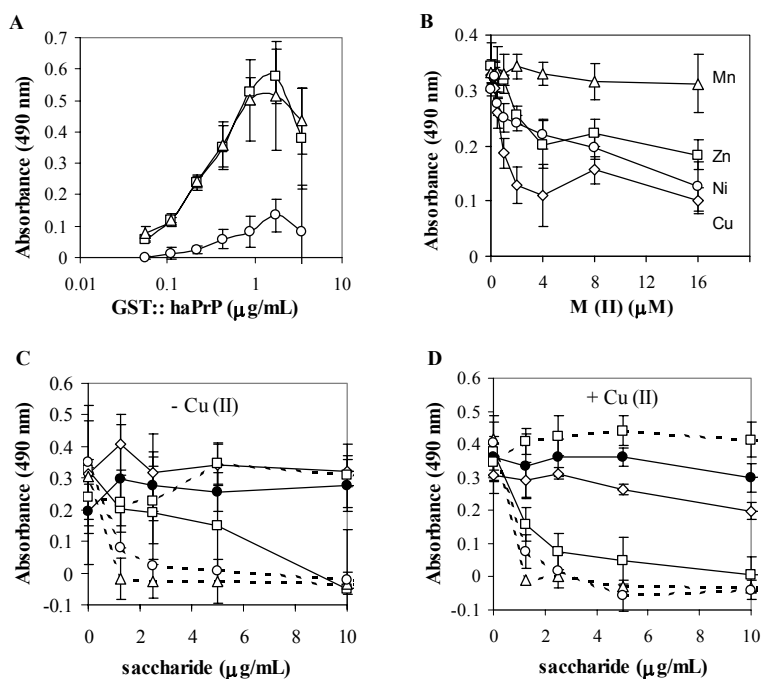 A
Absorbance (490 nm)
0.7
0.6
0.5
0.4
0.3
0.2
0.1
0
0.01 0.1 1 10
GST:: haPrP (µg/mL)
B
Absorbance (490 nm)
0.4
0.3
0.2
0.1
0
0 4 8 12 16
M (II) (µM)
Mn
Zn
Ni
Cu
C
- Cu (II)
Absorbance (490 nm)
0.6
0.5
0.4
0.3
0.2
0.1
0
-0.1
0 2 4 6 8 10
saccharide (µg/mL)
D
+ Cu (II)
Absorbance (490 nm)
0.6
0.5
0.4
0.3
0.2
0.1
0
-0.1
0 2 4 6 8 10
saccharide (µg/mL)